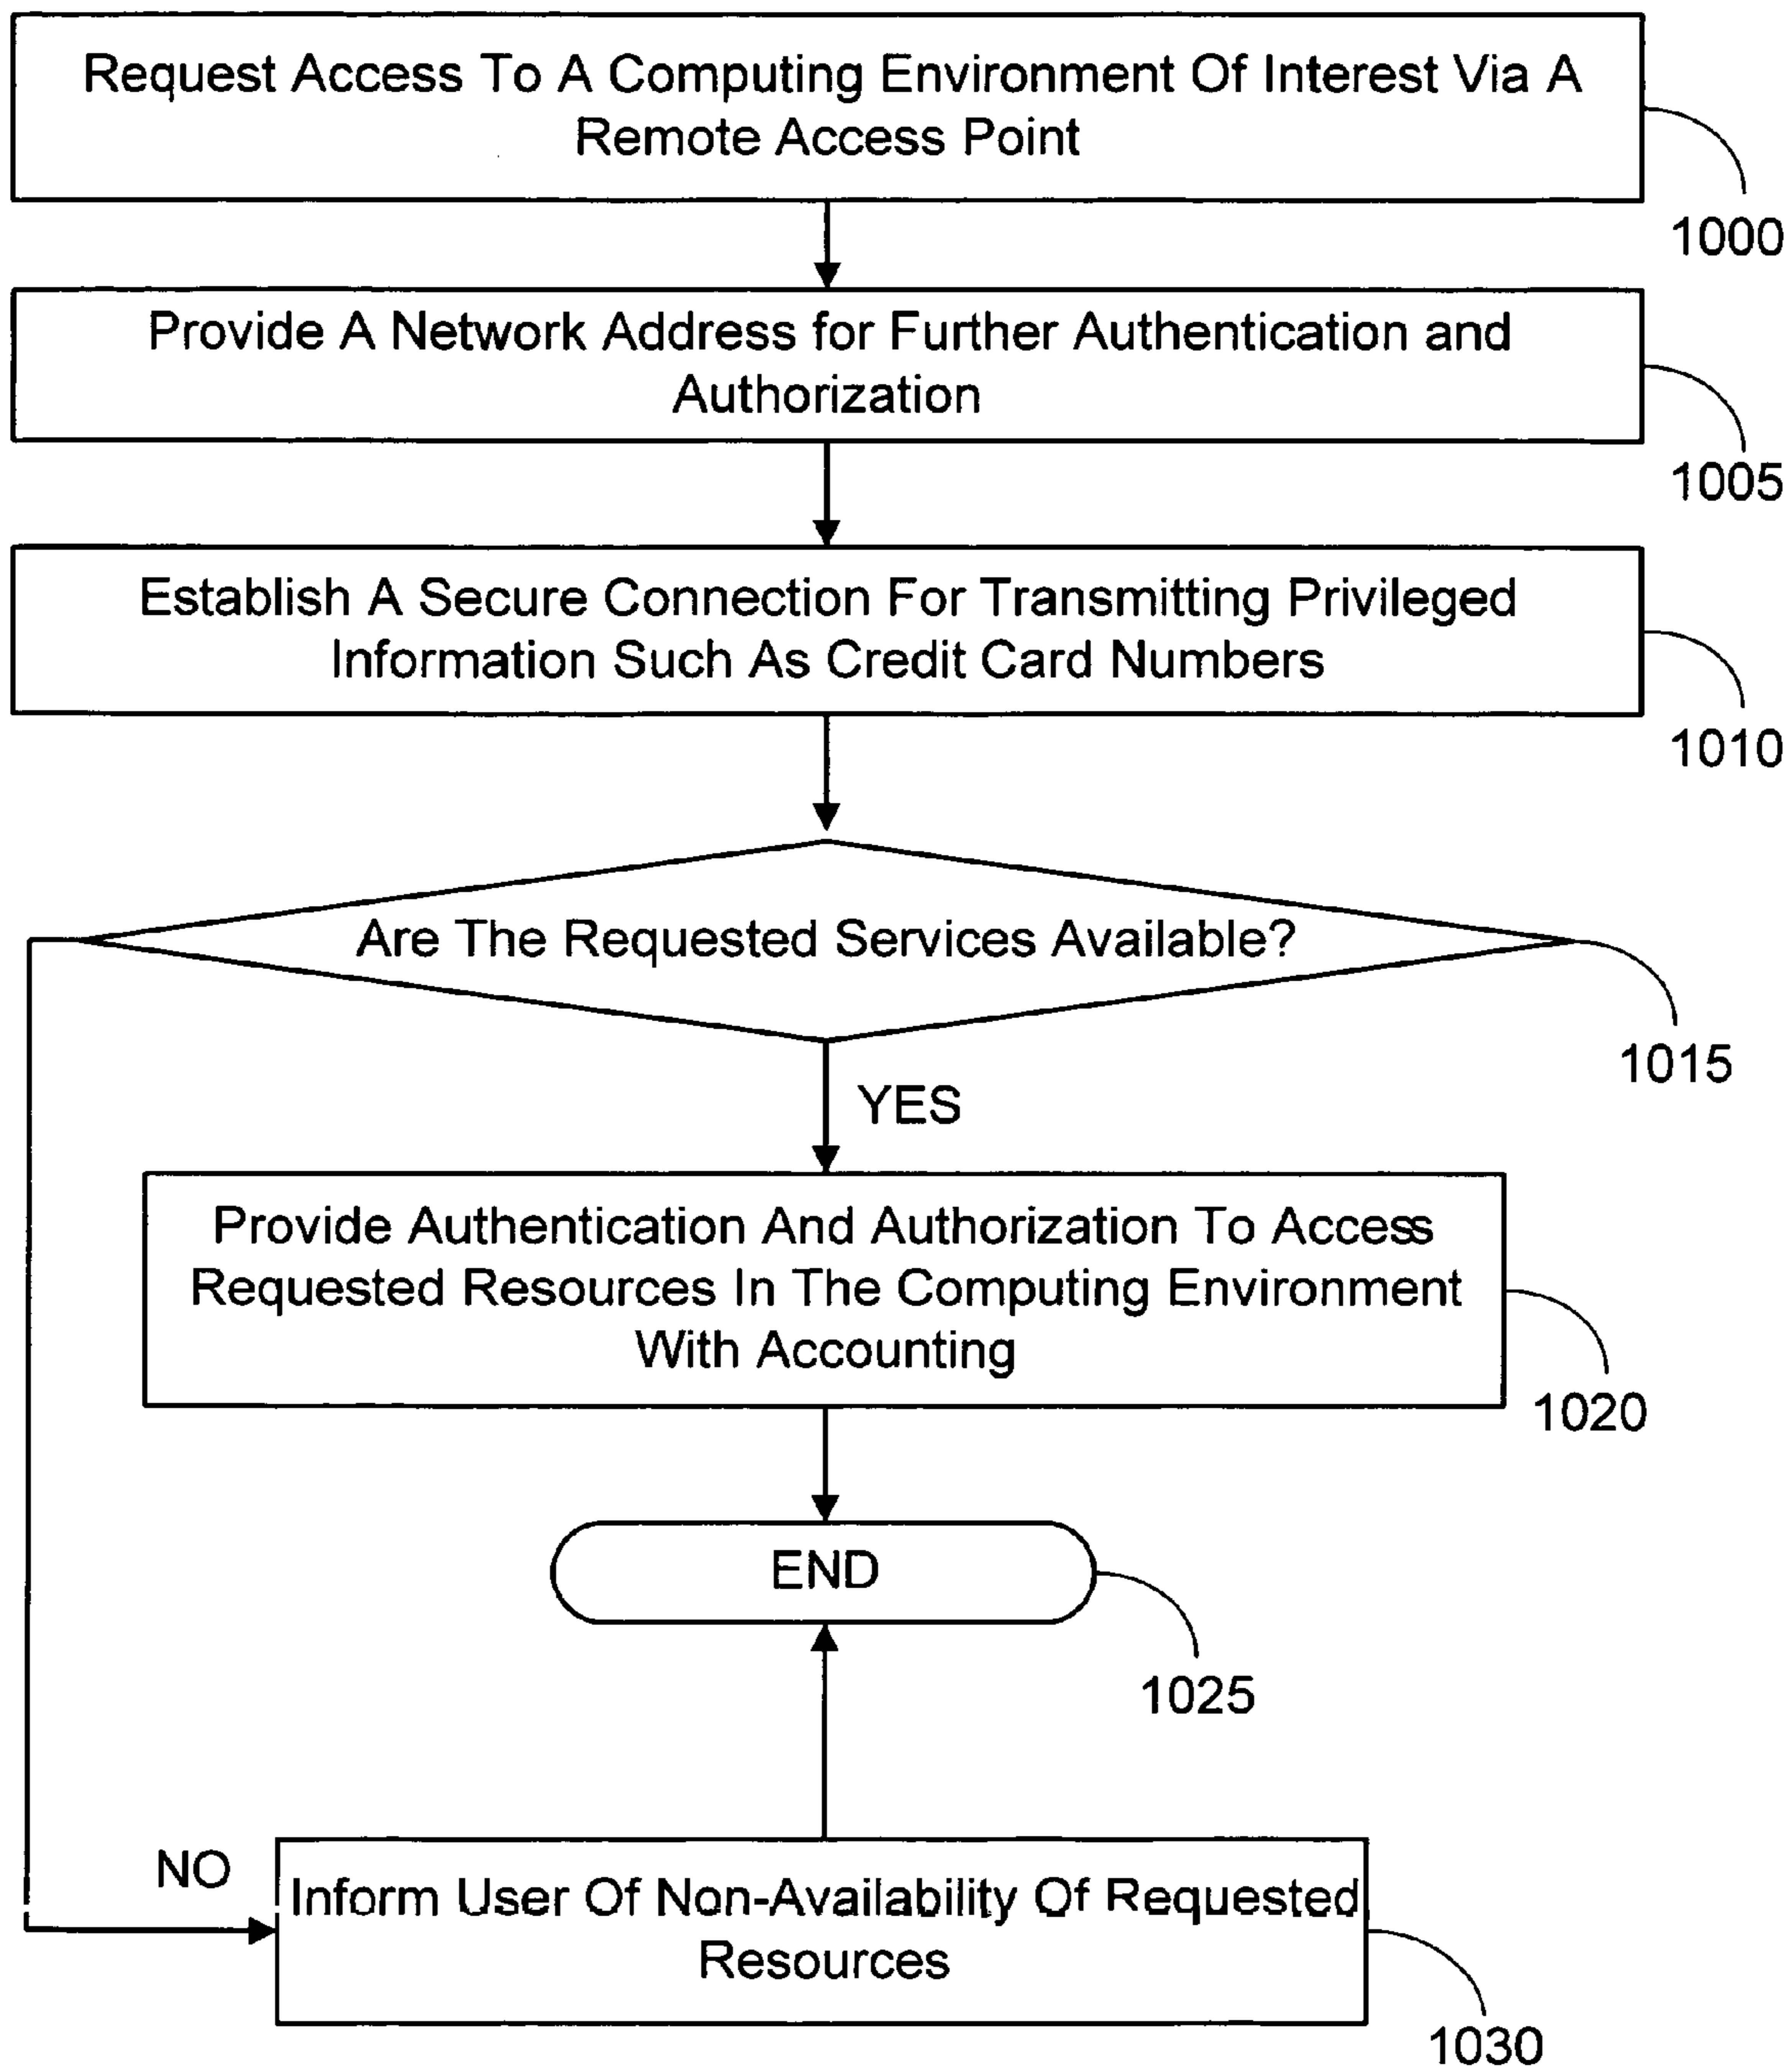 Request Access To A Computing Environment Of Interest Via A
Remote Access Point
1000
Provide A Network Address for Further Authentication and
Authorization
1005
Establish A Secure Connection For Transmitting Privileged
Information Such As Credit Card Numbers
1010
Are The Requested Services Available?
1015
YES
Provide Authentication And Authorization To Access
Requested Resources In The Computing Environment
With Accounting
1020
END
1025
NO
Inform User Of Non-Availability Of Requested
Resources
1030